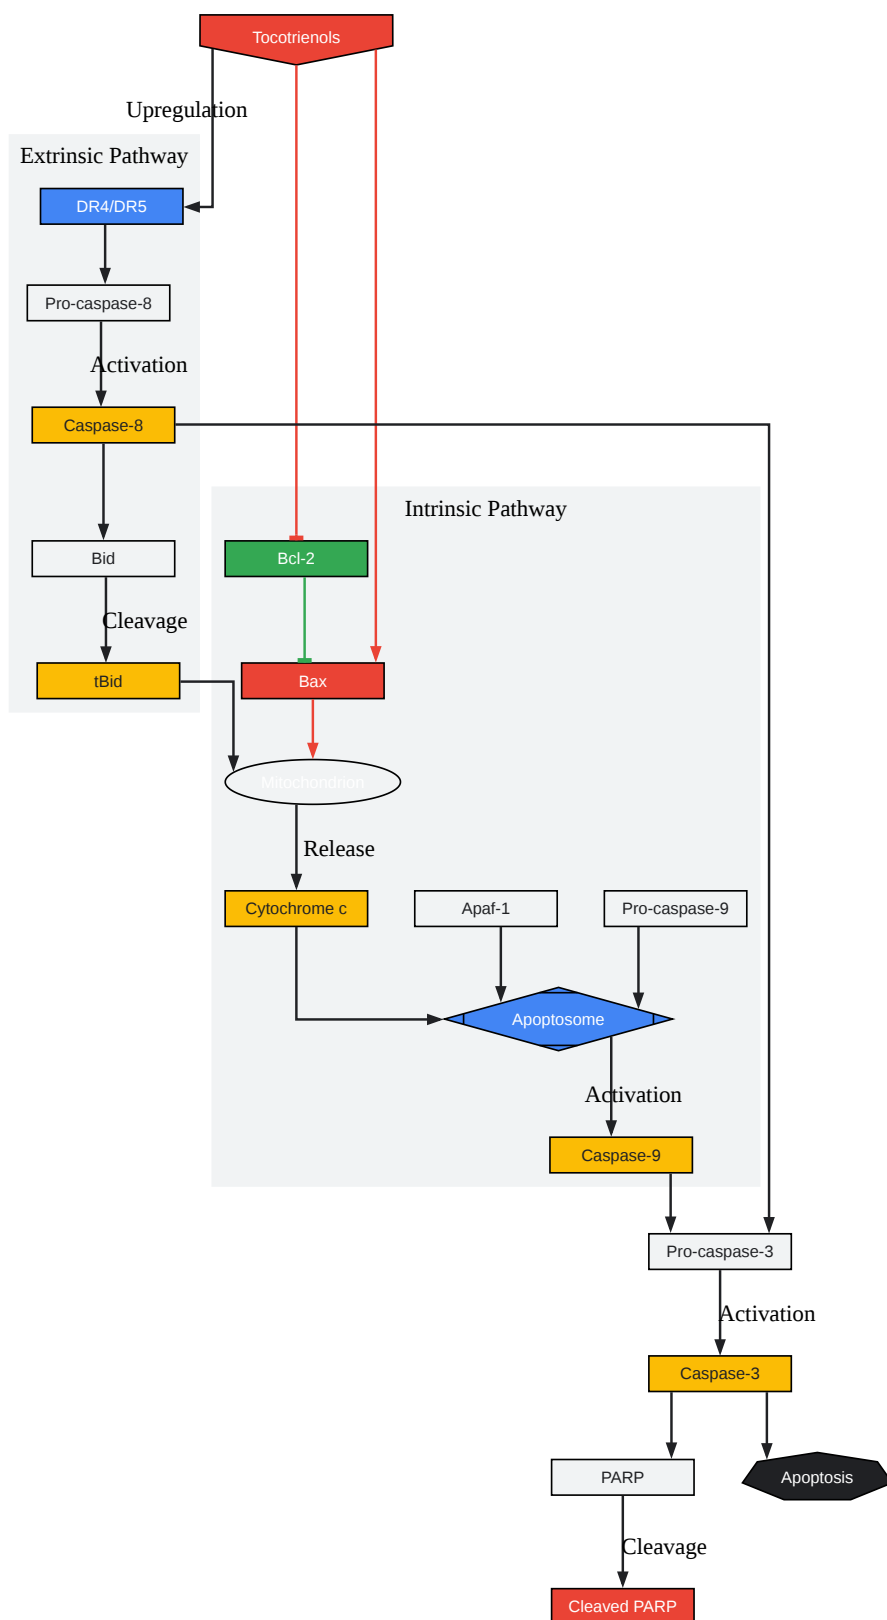 Tocotrienols
Upregulation
Extrinsic Pathway
DR4/DR5
Pro-caspase-8
Activation
Caspase-8
Intrinsic Pathway
Bid
Bcl-2
Cleavage
tBid
Bax
Mitochondrion
Release
Cytochrome c
Apaf-1
Pro-caspase-9
Apoptosome
Activation
Caspase-9
Pro-caspase-3
Activation
Caspase-3
PARP
Apoptosis
Cleavage
Cleaved PARP